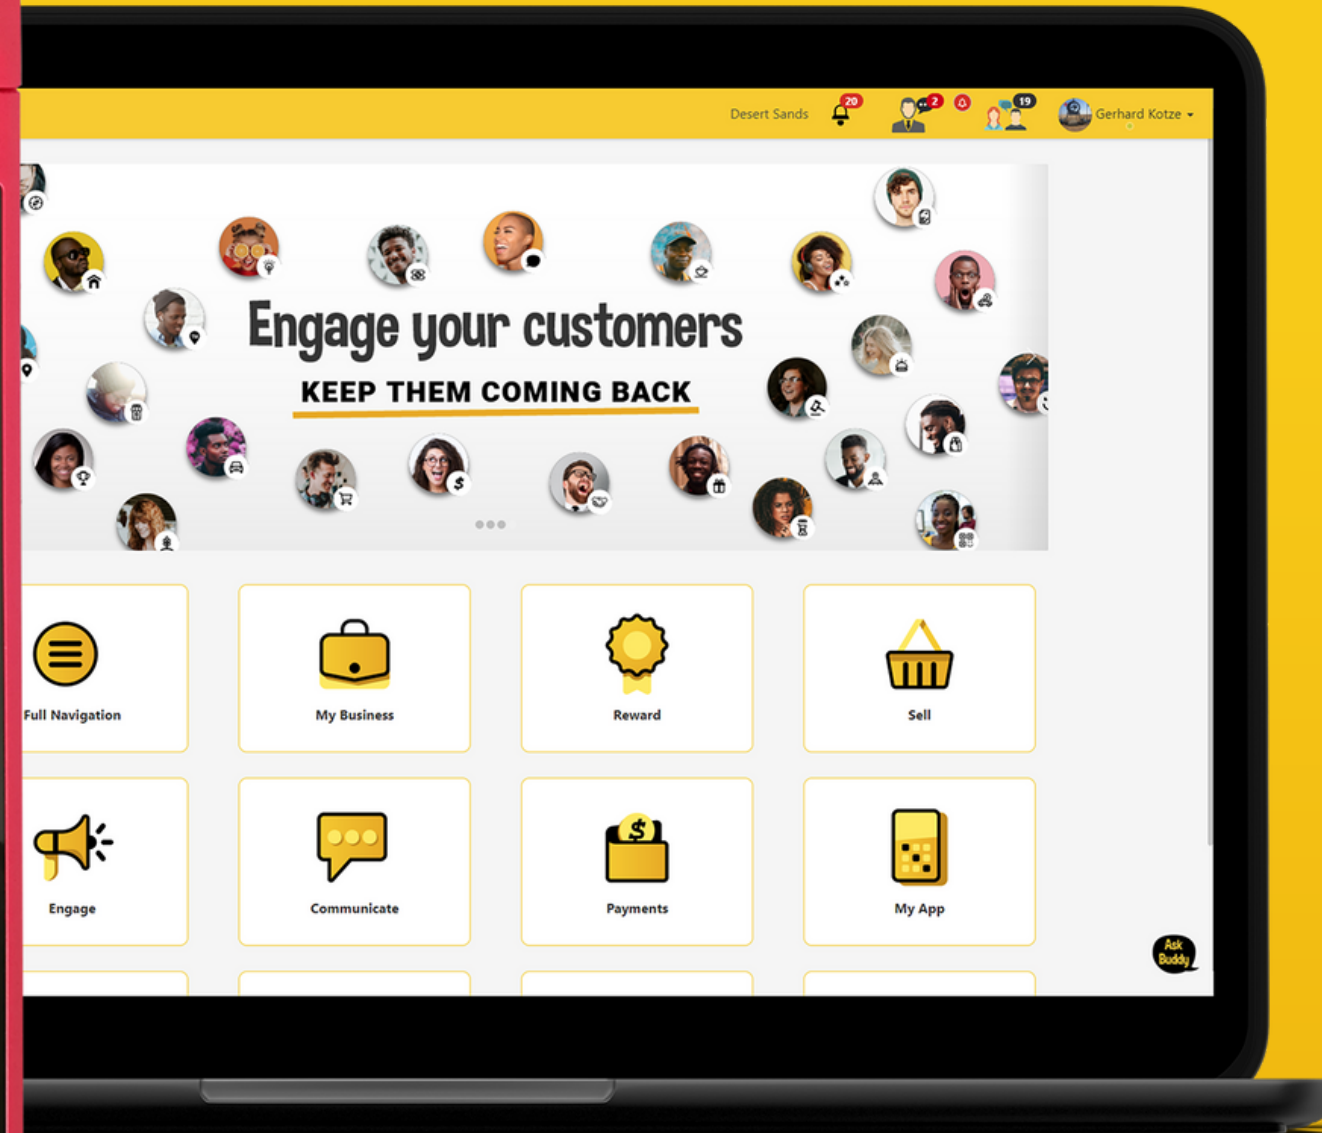 Desert Sands
20
2
19
Gerhard Kotze
Engage your customers
KEEP THEM COMING BACK
Full Navigation
My Business
Reward
Sell
Engage
Communicate
Payments
My App
Ask
Buddy